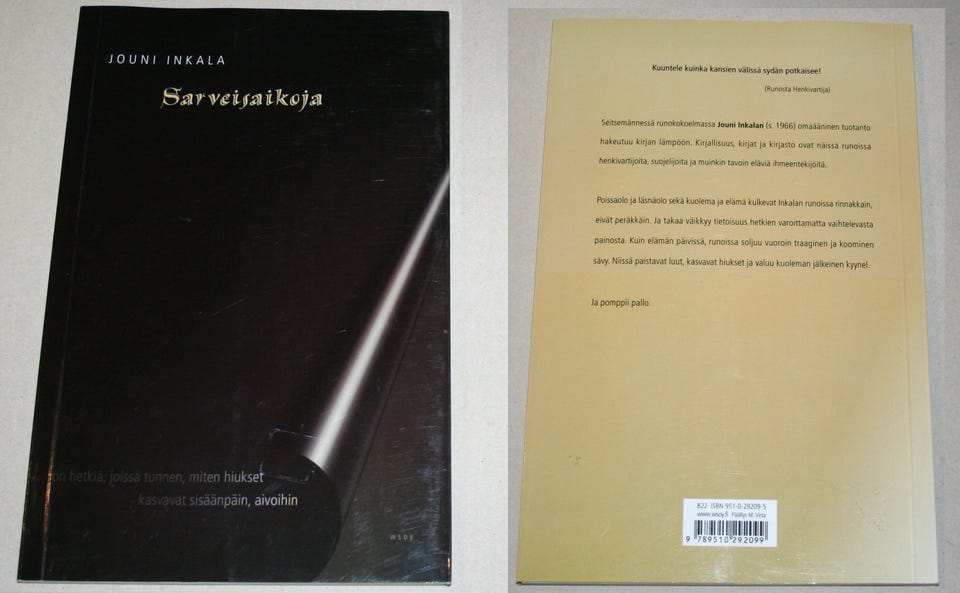 JOUNI INKALA
Sarveisaikoja
on hetkiä, joissa tunnen, miten hiukset
kasvavat sisäänpäin, aivoihin
wsoy
Kuuntele kuinka kansien välissä sydän potkaisee!
(Runosta Henkivartija)
Seitsemännessä runokokoelmassa Jouni Inkalan (s. 1966) omaääninen tuotanto
hakeutuu kirjan lämpöön. Kirjallisuus, kirjat ja kirjasto ovat näissä runoissa
henkivartijoita, suojelijoita ja muinkin tavoin eläviä ihmeentekijöitä.
Poissaolo ja läsnäolo sekä kuolema ja elämä kulkevat Inkalan runoissa rinnakkain,
eivät peräkkäin. Ja takaa väikkyy tietoisuus hetkien varoittamatta vaihtelevasta
painosta. Kuin elämän päivissä, runoissa soljuu vuoroin traaginen ja koominen
sävy. Niissä paistavat luut, kasvavat hiukset ja valuu kuoleman jälkeinen kyynel.
Ja pomppii pallo.
822 ISBN 951-0-29209-5
www.wsoy.fi Päällys M. Virta
9 789510 292099